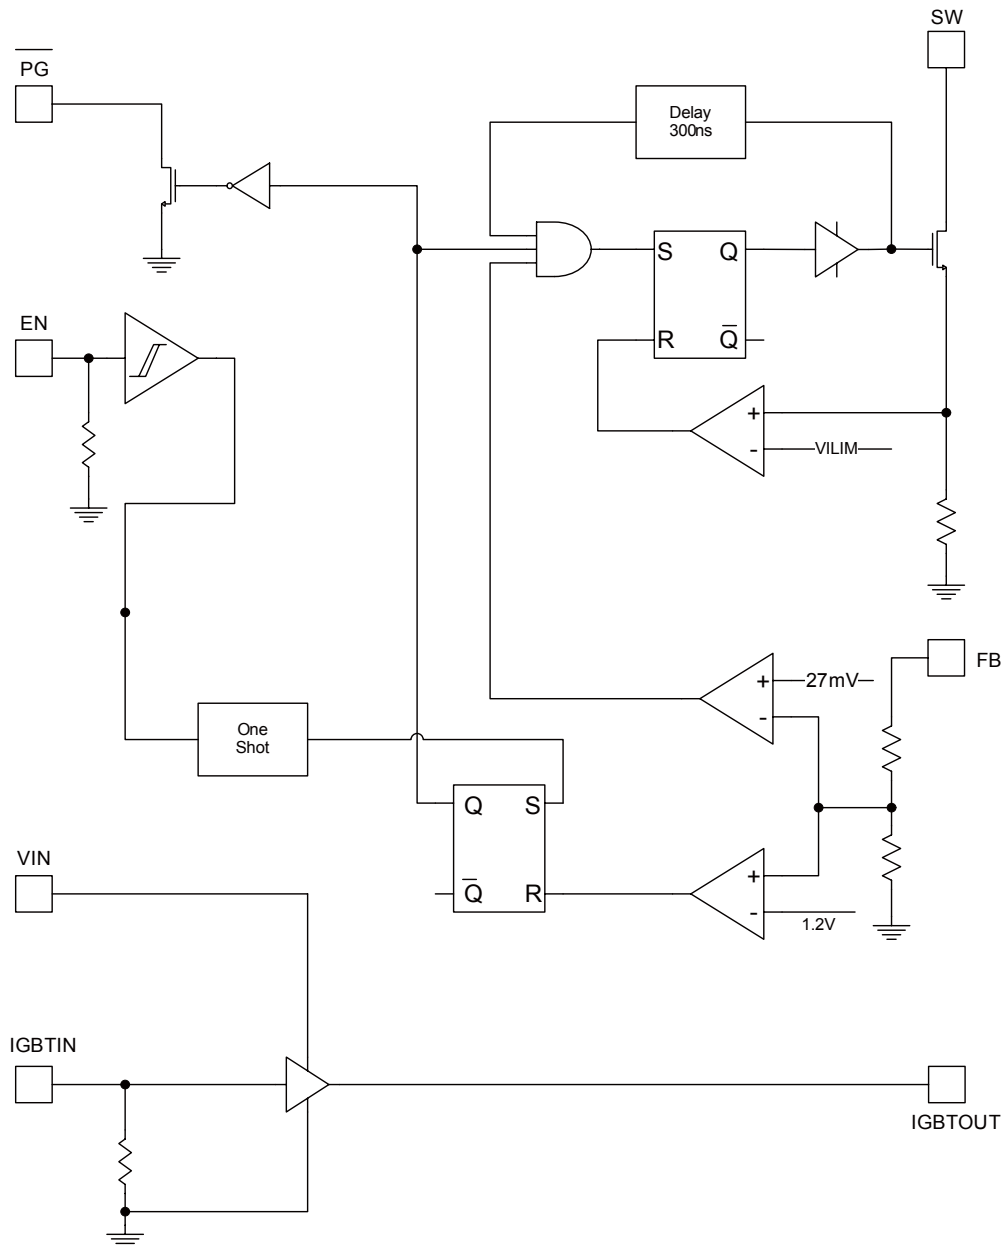 SW
PG
Delay
300ns
S Q
EN
R Q
+
-
VILIM
FB
+
27mV
-
One
Shot
Q S
VIN
Q R
+
-
1.2V
IGBTIN
IGBTOUT